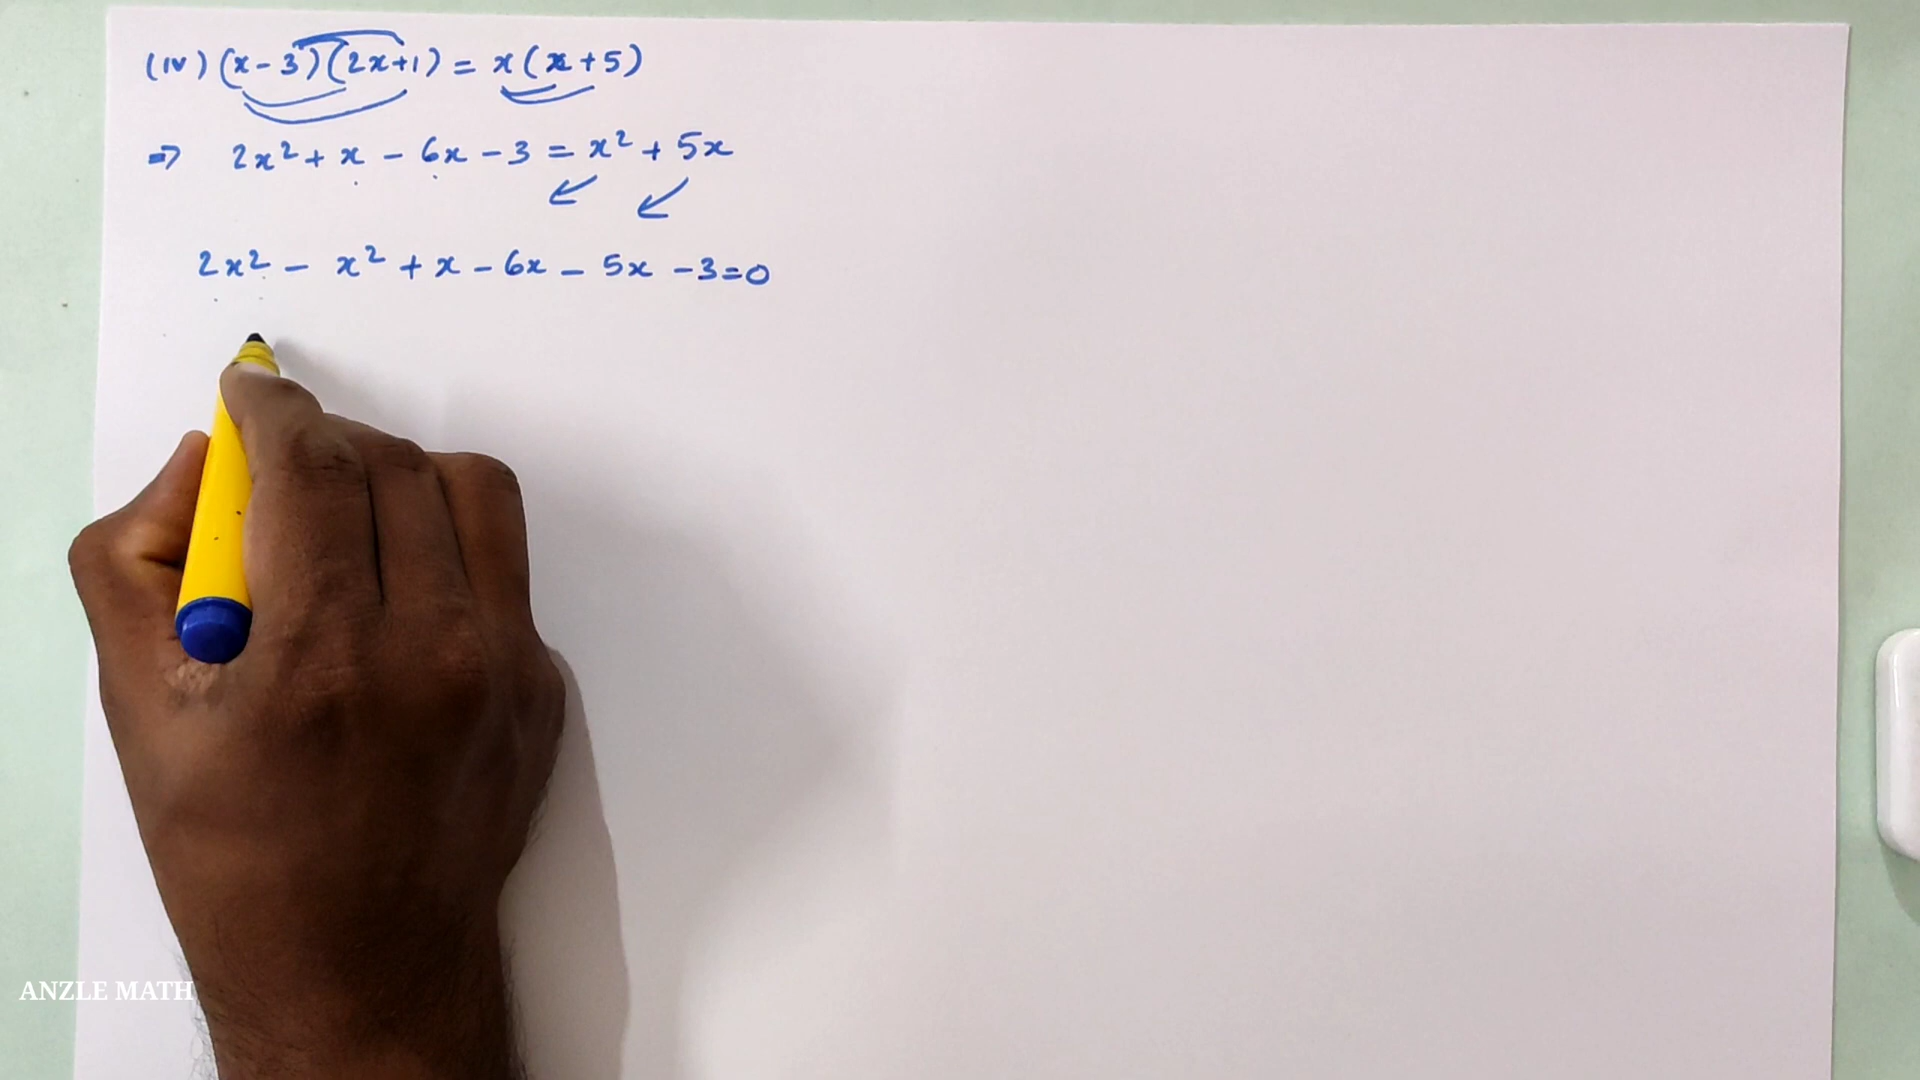 (iv) (x-3)(2x+1) = x(x+5)
⇒ 2x² + x - 6x - 3 = x² + 5x
2x² - x² + x - 6x - 5x - 3 = 0
ANZLE MATH